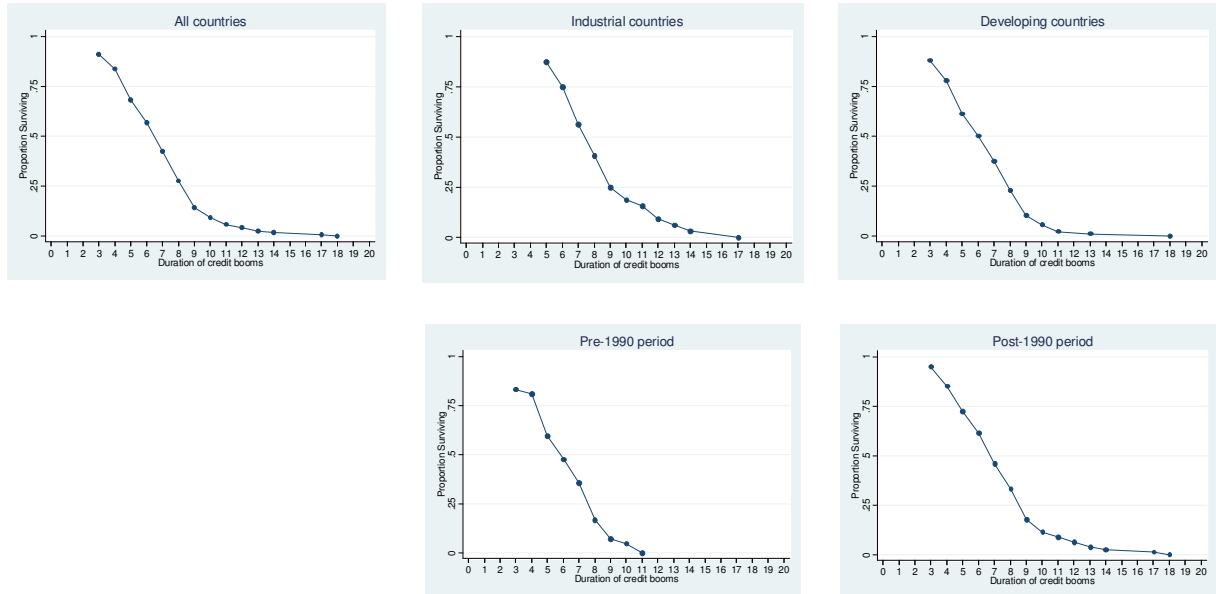 All countries
Proportion Surviving
1
.75
.5
.25
0
0 1 2 3 4 5 6 7 8 9 10 11 12 13 14 15 16 17 18 19 20
Duration of credit booms
Industrial countries
Proportion Surviving
1
.75
.5
.25
0
0 1 2 3 4 5 6 7 8 9 10 11 12 13 14 15 16 17 18 19 20
Duration of credit booms
Developing countries
Proportion Surviving
1
.75
.5
.25
0
0 1 2 3 4 5 6 7 8 9 10 11 12 13 14 15 16 17 18 19 20
Duration of credit booms
Pre-1990 period
Proportion Surviving
1
.75
.5
.25
0
0 1 2 3 4 5 6 7 8 9 10 11 12 13 14 15 16 17 18 19 20
Duration of credit booms
Post-1990 period
Proportion Surviving
1
.75
.5
.25
0
0 1 2 3 4 5 6 7 8 9 10 11 12 13 14 15 16 17 18 19 20
Duration of credit booms